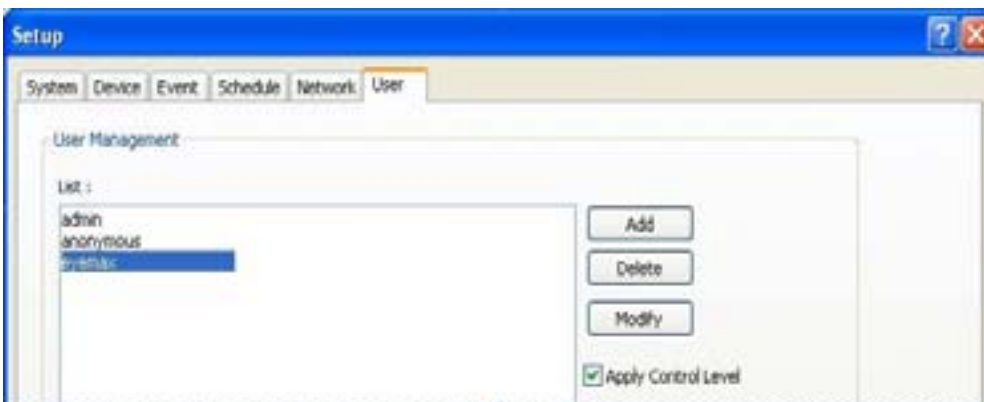 Setup
System Device Event Schedule Network User
User Management
List :
admin
anonymous
Add
Delete
Modify
Apply Control Level